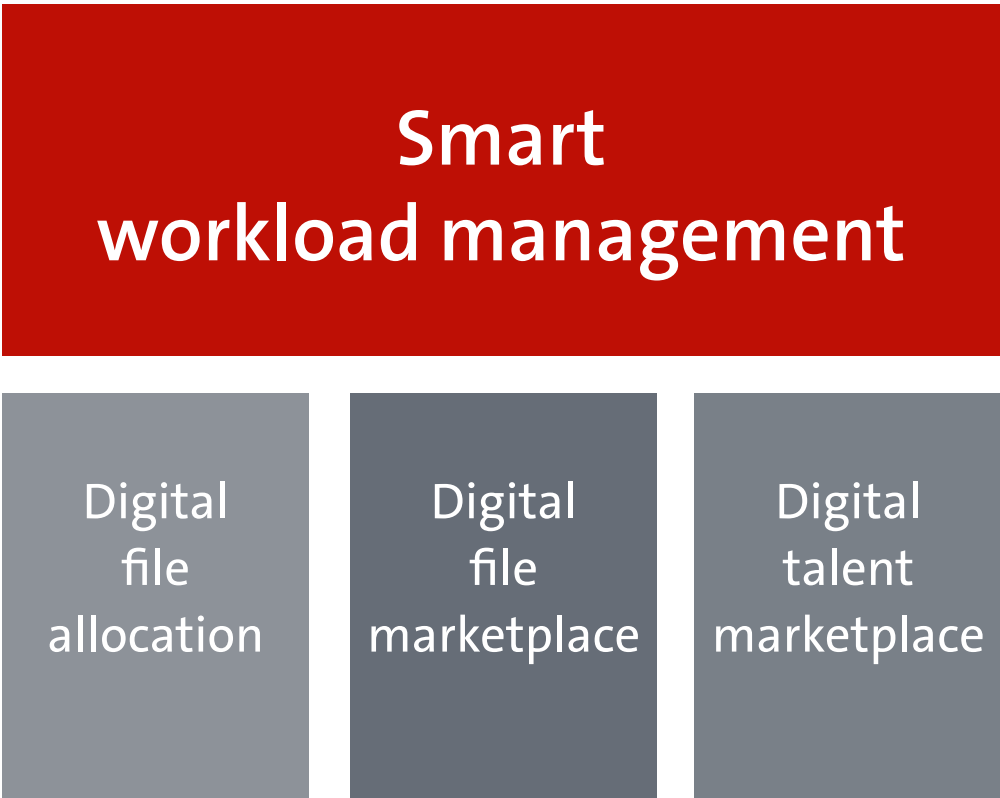 Smart
workload management
Digital
file
allocation
Digital
file
marketplace
Digital
talent
marketplace